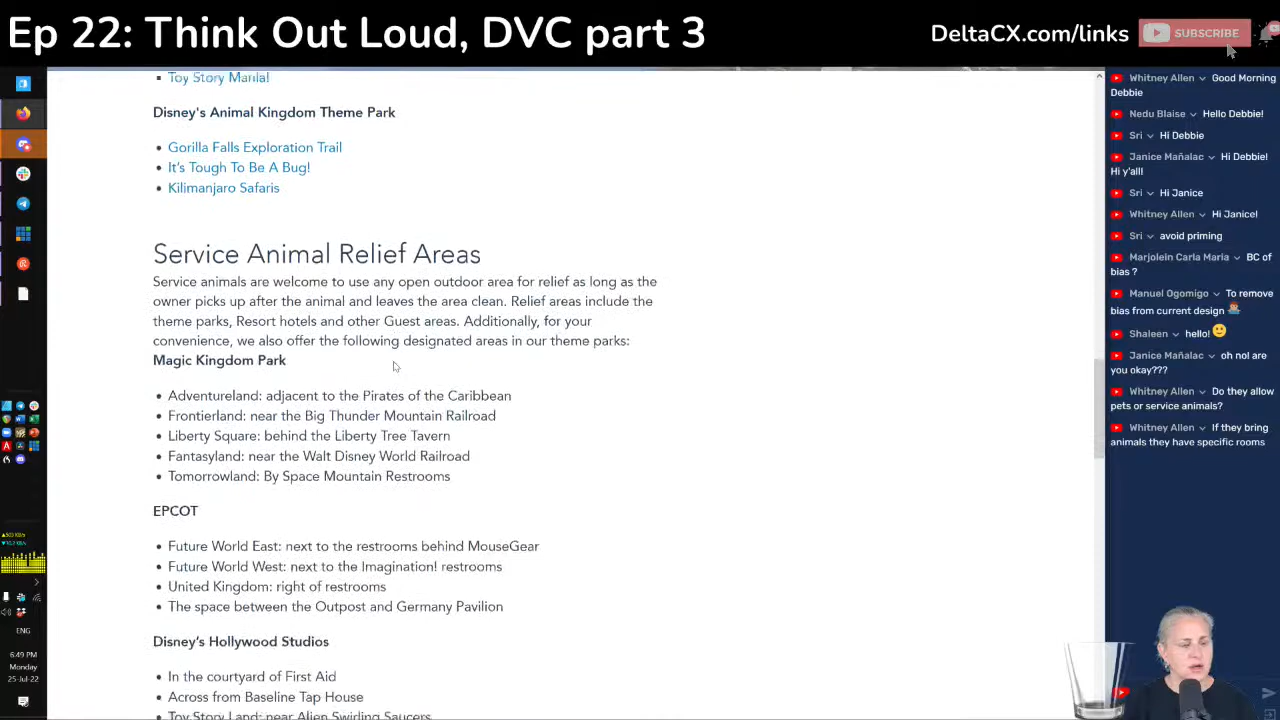 Ep 22: Think Out Loud, DVC part 3
DeltaCX.com/links
SUBSCRIBE
Toy Story Mania!
Disney's Animal Kingdom Theme Park
• Gorilla Falls Exploration Trail
• It's Tough To Be A Bug!
• Kilimanjaro Safaris
Service Animal Relief Areas
Service animals are welcome to use any open outdoor area for relief as long as the
owner picks up after the animal and leaves the area clean. Relief areas include the
theme parks, Resort hotels and other Guest areas. Additionally, for your
convenience, we also offer the following designated areas in our theme parks:
Magic Kingdom Park
• Adventureland: adjacent to the Pirates of the Caribbean
• Frontierland: near the Big Thunder Mountain Railroad
• Liberty Square: behind the Liberty Tree Tavern
• Fantasyland: near the Walt Disney World Railroad
• Tomorrowland: By Space Mountain Restrooms
EPCOT
• Future World East: next to the restrooms behind MouseGear
• Future World West: next to the Imagination! restrooms
• United Kingdom: right of restrooms
• The space between the Outpost and Germany Pavilion
Disney's Hollywood Studios
• In the courtyard of First Aid
• Across from Baseline Tap House
• Toy Story Land: near Alien Swirling Saucers
Whitney Allen Good Morning
Debbie
Nedu Blaise Hello Debbie!
Sri Hi Debbie
Janice Mañalac Hi Debbie!
Hi y'all!
Sri Hi Janice
Whitney Allen Hi Janice!
Sri avoid priming
Marjolein Carla Maria BC of
bias ?
Manuel Ogomigo To remove
bias from current design
Shaleen hello!
Janice Mañalac oh no! are
you okay???
Whitney Allen Do they allow
pets or service animals?
Whitney Allen If they bring
animals they have specific rooms
ENG
6:49 PM
Monday
25-Jul-22